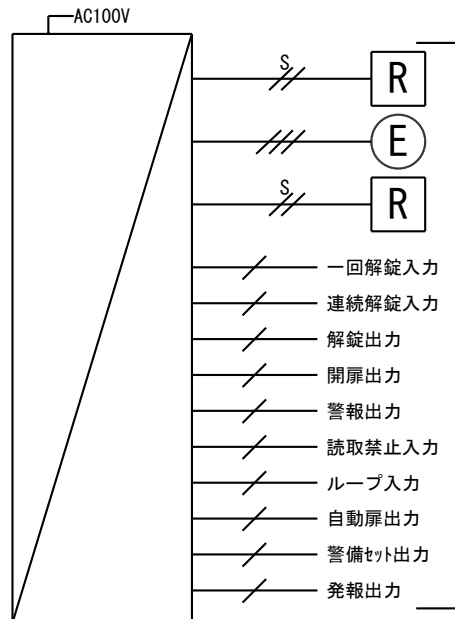 AC100V
S
R
E
S
R
一回解錠入力
連続解錠入力
解錠出力
開扉出力
警報出力
読取禁止入力
ループ入力
自動扉出力
警備ｾｯﾄ出力
発報出力